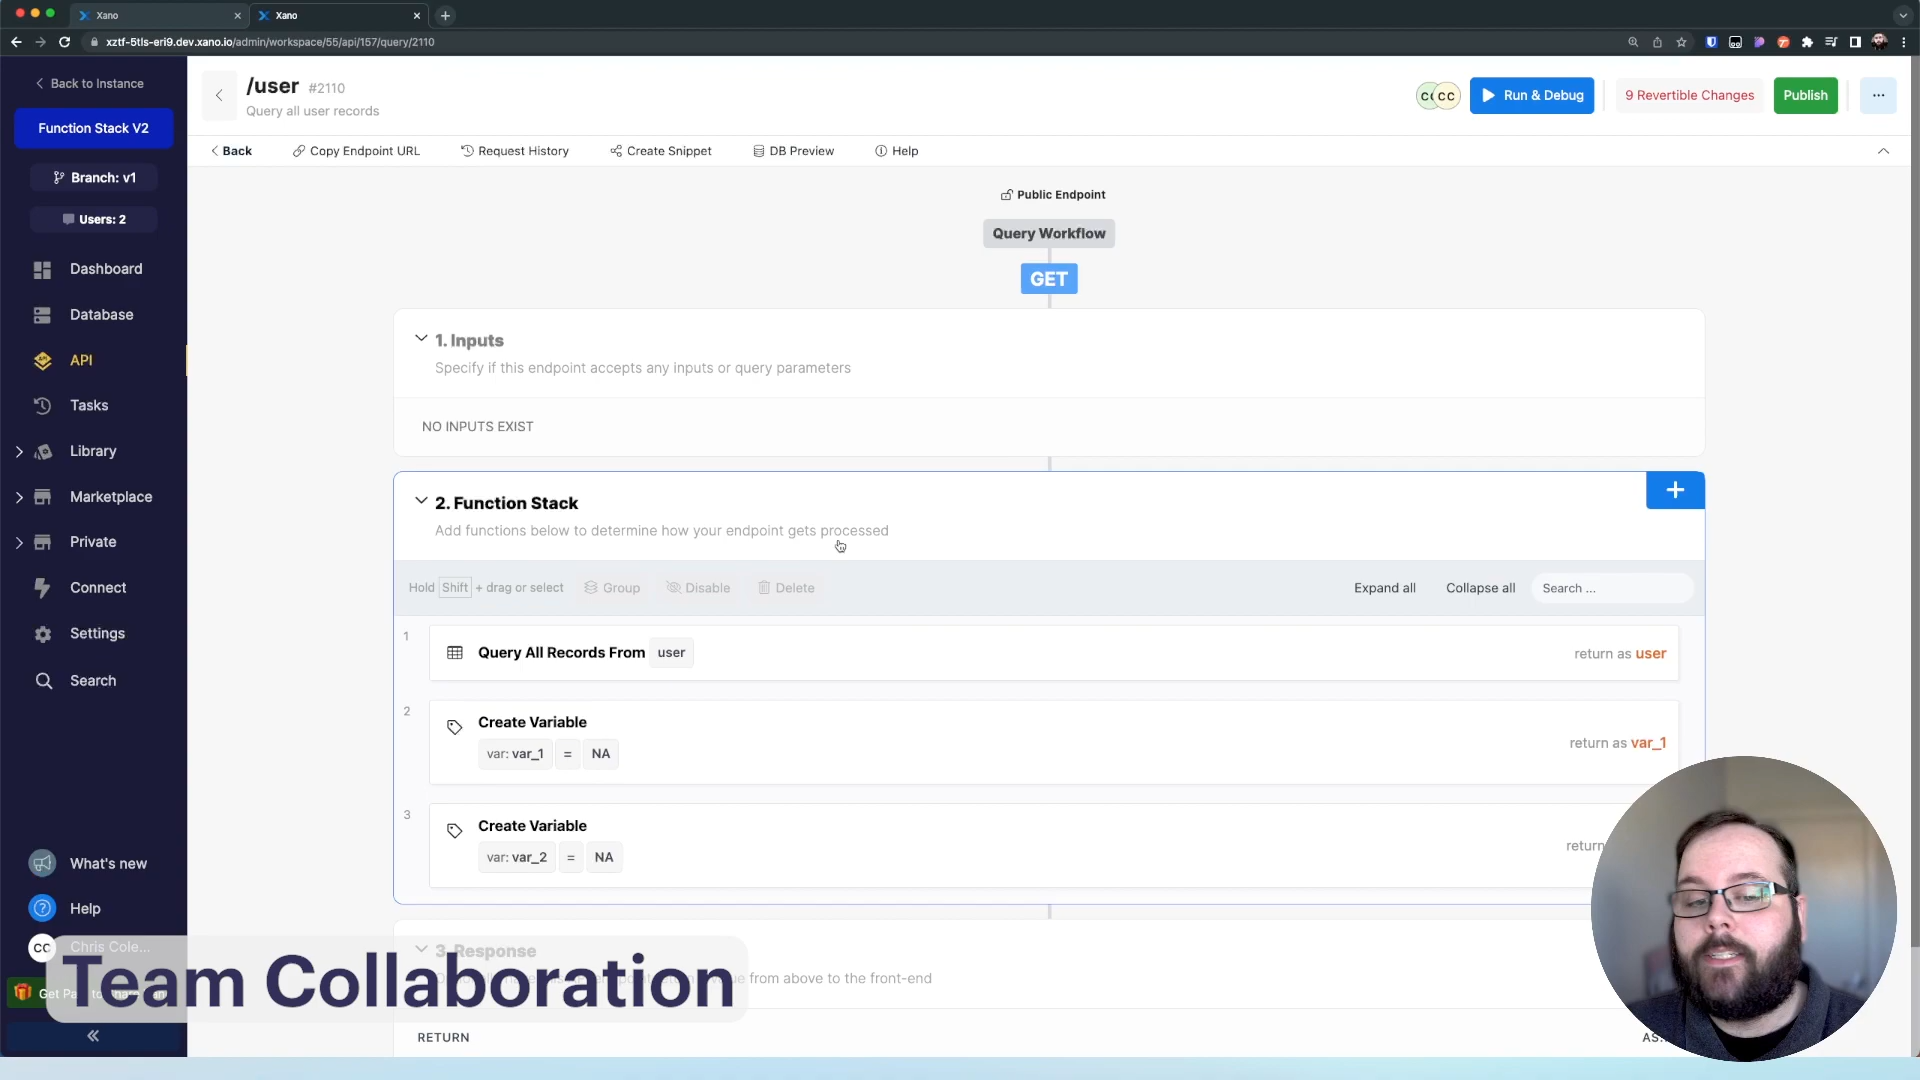 Xano
Xano
xztf-5tls-eri9.dev.xano.io/admin/workspace/55/api/157/query/2110
Back to Instance
Function Stack V2
Branch: v1
Users: 2
Dashboard
Database
API
Tasks
Library
Marketplace
Private
Connect
Settings
Search
What's new
Help
CC Chris Cole...
/user #2110
Query all user records
CC
Run & Debug
9 Revertible Changes
Publish
Back
Copy Endpoint URL
Request History
Create Snippet
DB Preview
Help
Public Endpoint
Query Workflow
GET
1. Inputs
Specify if this endpoint accepts any inputs or query parameters
NO INPUTS EXIST
2. Function Stack
Add functions below to determine how your endpoint gets processed
Hold Shift + drag or select
Group
Disable
Delete
Expand all
Collapse all
Search ...
1
Query All Records From user
return as user
2
Create Variable
var: var_1 = NA
return as var_1
3
Create Variable
var: var_2 = NA
return
3. Response
from above to the front-end
Team Collaboration
RETURN